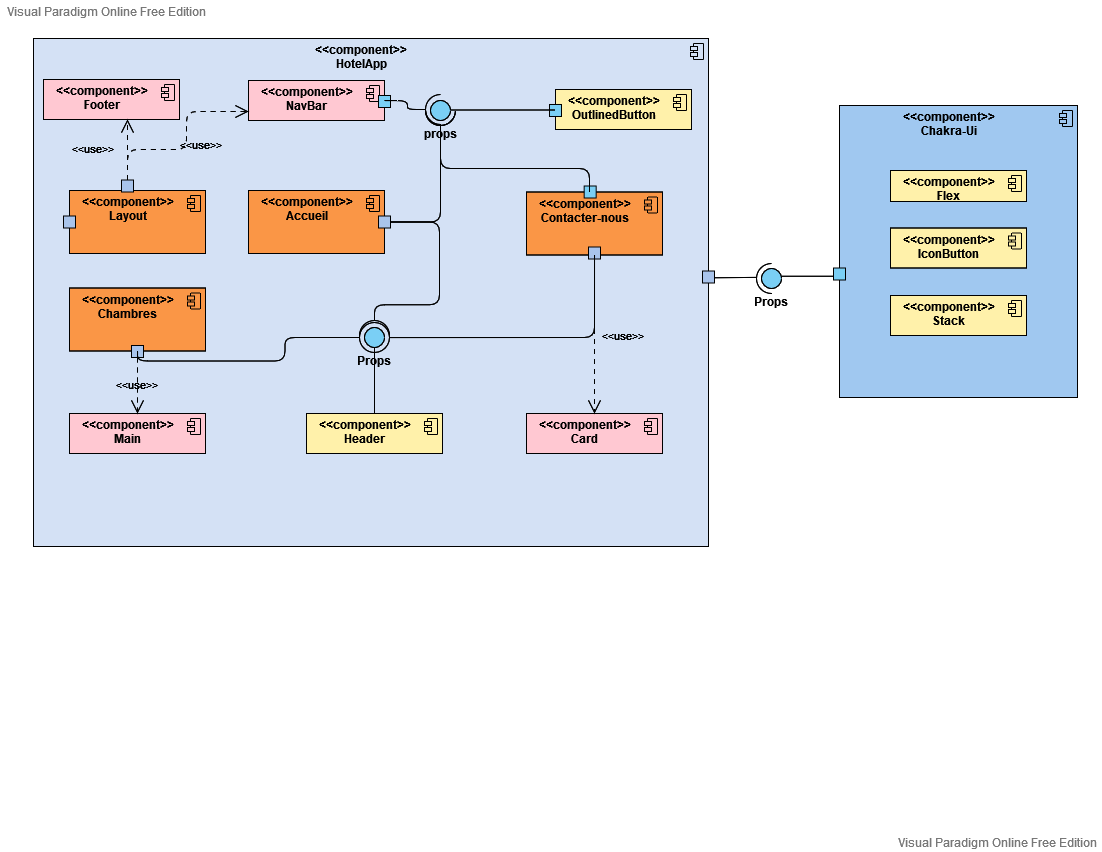 Visual Paradigm Online Free Edition
<<component>>
HotelApp
<<component>>
Footer
<<component>>
NavBar
<<component>>
OutlinedButton
props
<<use>>
<<use>>
<<component>>
Layout
<<component>>
Accueil
<<component>>
Contacter-nous
<<component>>
Chambres
Props
<<use>>
<<use>>
<<component>>
Main
<<component>>
Header
<<component>>
Card
Props
<<component>>
Chakra-Ui
<<component>>
Flex
<<component>>
IconButton
<<component>>
Stack
Visual Paradigm Online Free Edition